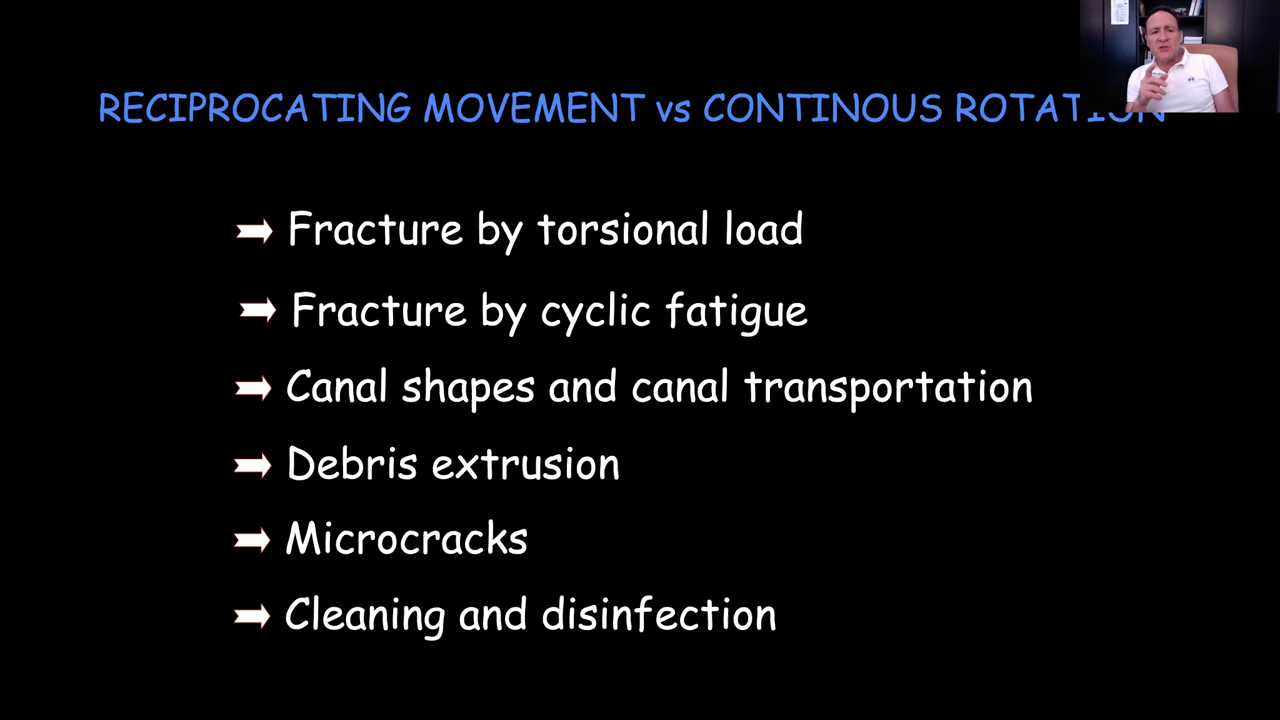 RECIPROCATING MOVEMENT vs CONTINOUS ROTATION
Fracture by torsional load
Fracture by cyclic fatigue
Canal shapes and canal transportation
Debris extrusion
Microcracks
Cleaning and disinfection